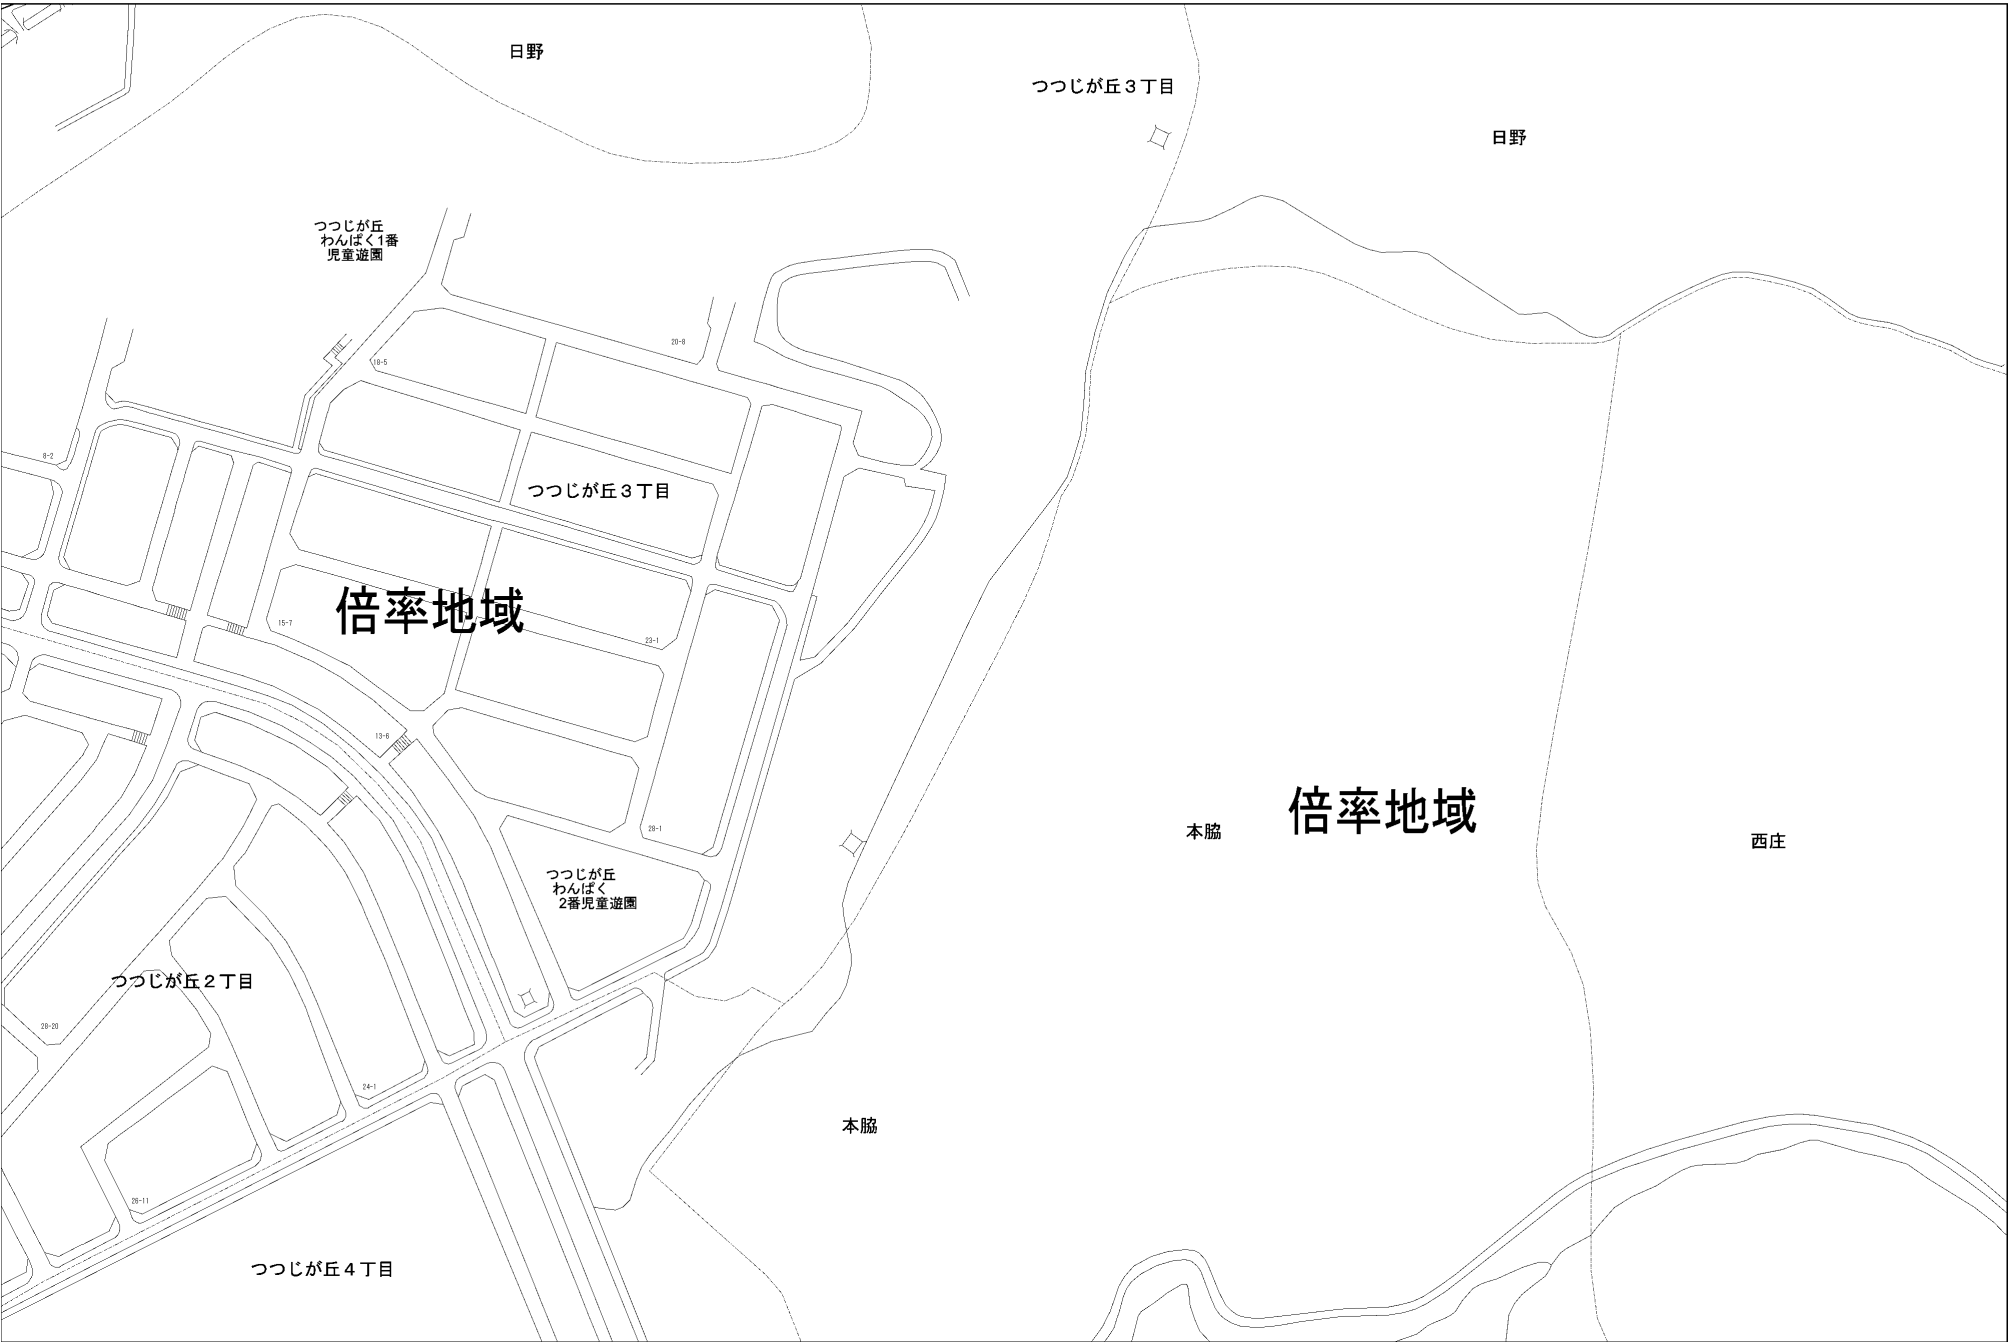 日野
つつじが丘３丁目
日野
つつじが丘
わんぱく1番
児童遊園
20-8
18-5
8-2
つつじが丘３丁目
倍率地域
15-7
23-1
13-6
28-1
倍率地域
本脇
西庄
つつじが丘
わんぱく
2番児童遊園
つつじが丘２丁目
28-20
24-1
本脇
26-11
つつじが丘４丁目